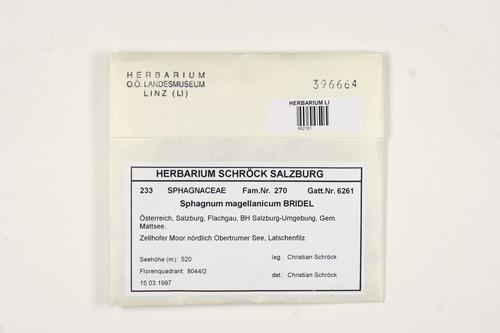 HERBARIUM
O.Ö. LANDESMUSEUM
LINZ (LI)
396664
HERBARIUM LI
HERBARIUM SCHRÖCK SALZBURG
233 SPHAGNACEAE Fam.Nr. 270 Gatt.Nr. 6261
Sphagnum magellanicum BRIDEL
Österreich, Salzburg, Flachgau, BH Salzburg-Umgebung, Gem.
Mattsee.
Zellhofer Moor nördlich Obertrumer See, Latschenfilz
Seehöhe (m): 520 leg.: Christian Schröck
Florenquadrant: 8044/2 det.: Christian Schröck
15.03.1997